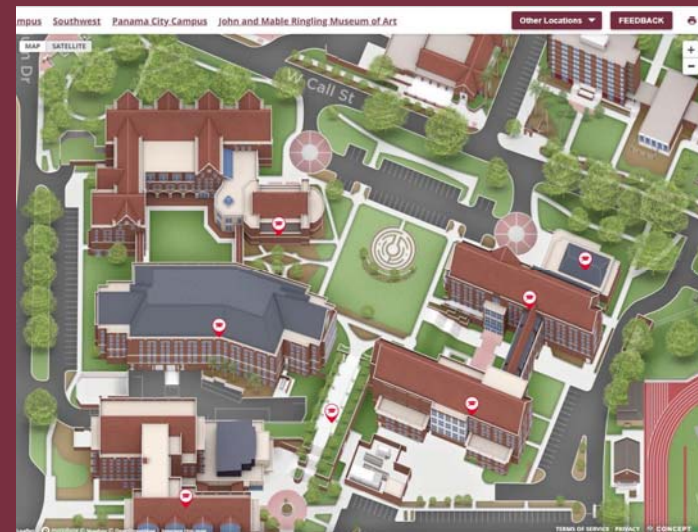 mpus Southwest Panama City Campus John and Mable Ringling Museum of Art Other Locations FEEDBACK
MAP SATELLITE
+
−
W Call St
TERMS OF SERVICE PRIVACY CONCEPT